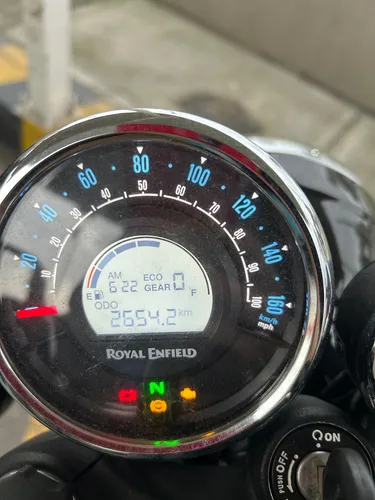 20 40 60 80 100 120 140 160
10 20 30 40 50 60 70 80 90 100
km/h
mph
AM ECO
6:22 GEAR 0
E F
ODO
2654.2 km
ROYAL ENFIELD
N
ON
OFF
PUSH